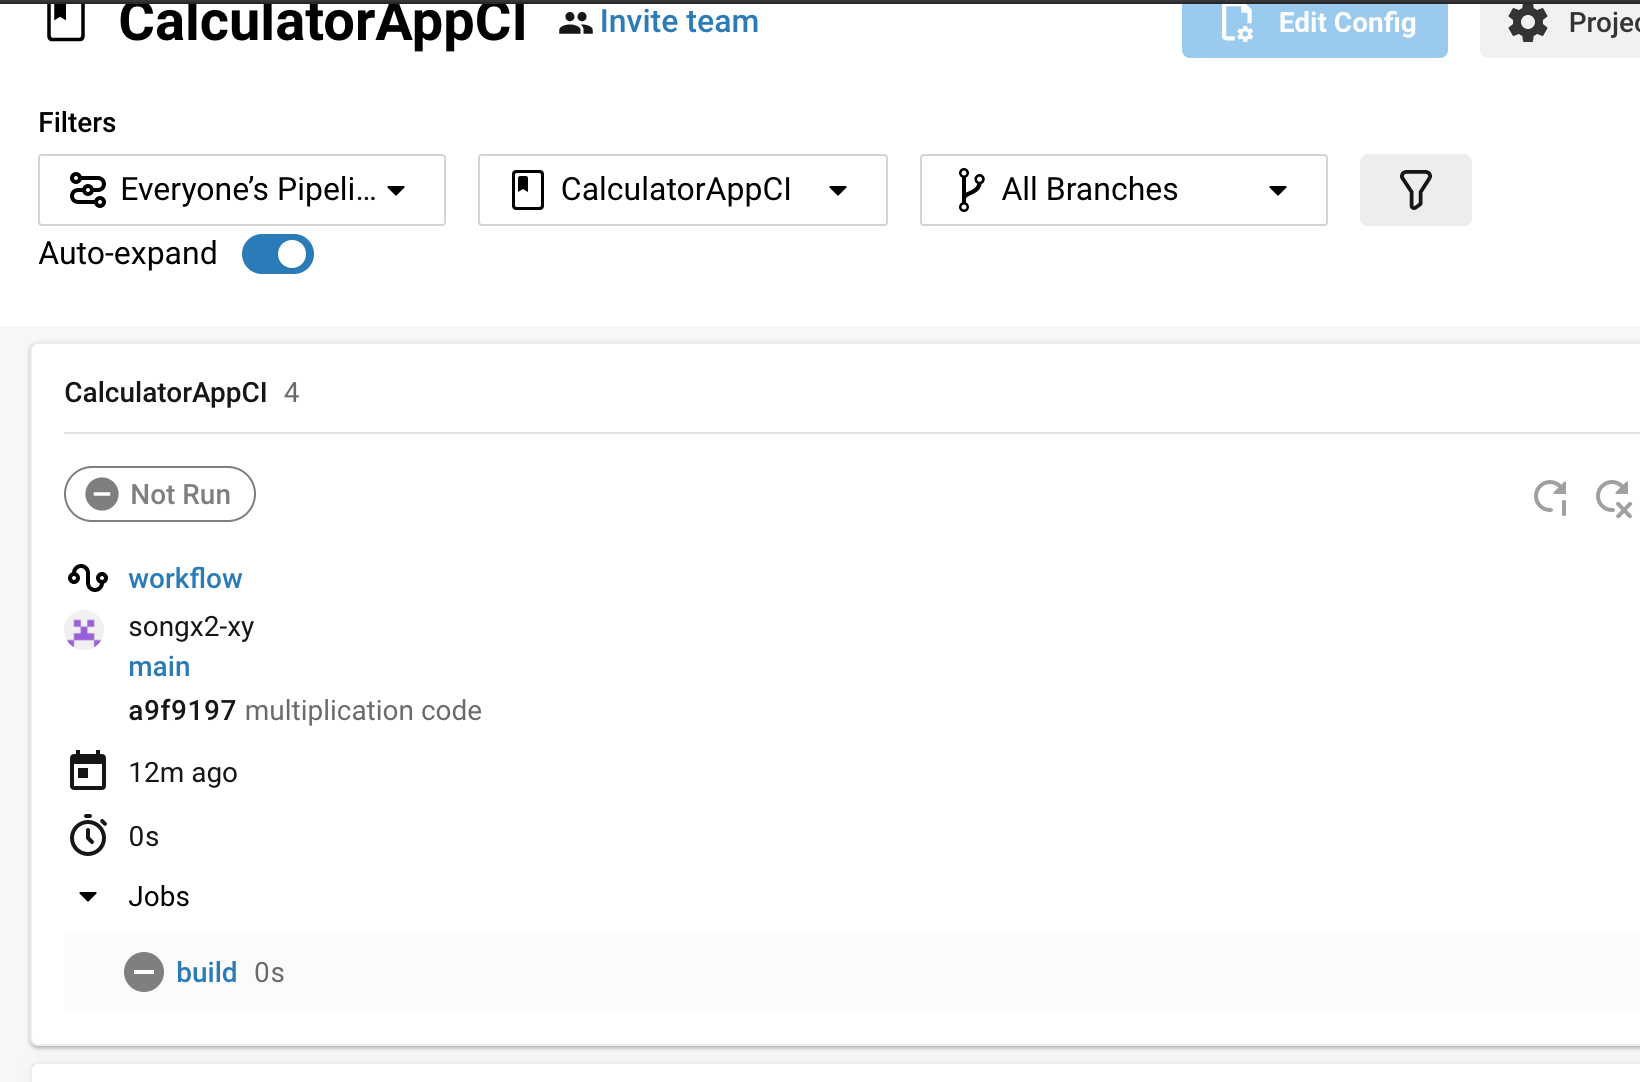 CalculatorAppCI
Invite team
Edit Config
Filters
Everyone’s Pipeli...
CalculatorAppCI
All Branches
Auto-expand
CalculatorAppCI 4
Not Run
workflow
songx2-xy
main
a9f9197 multiplication code
12m ago
0s
Jobs
build 0s